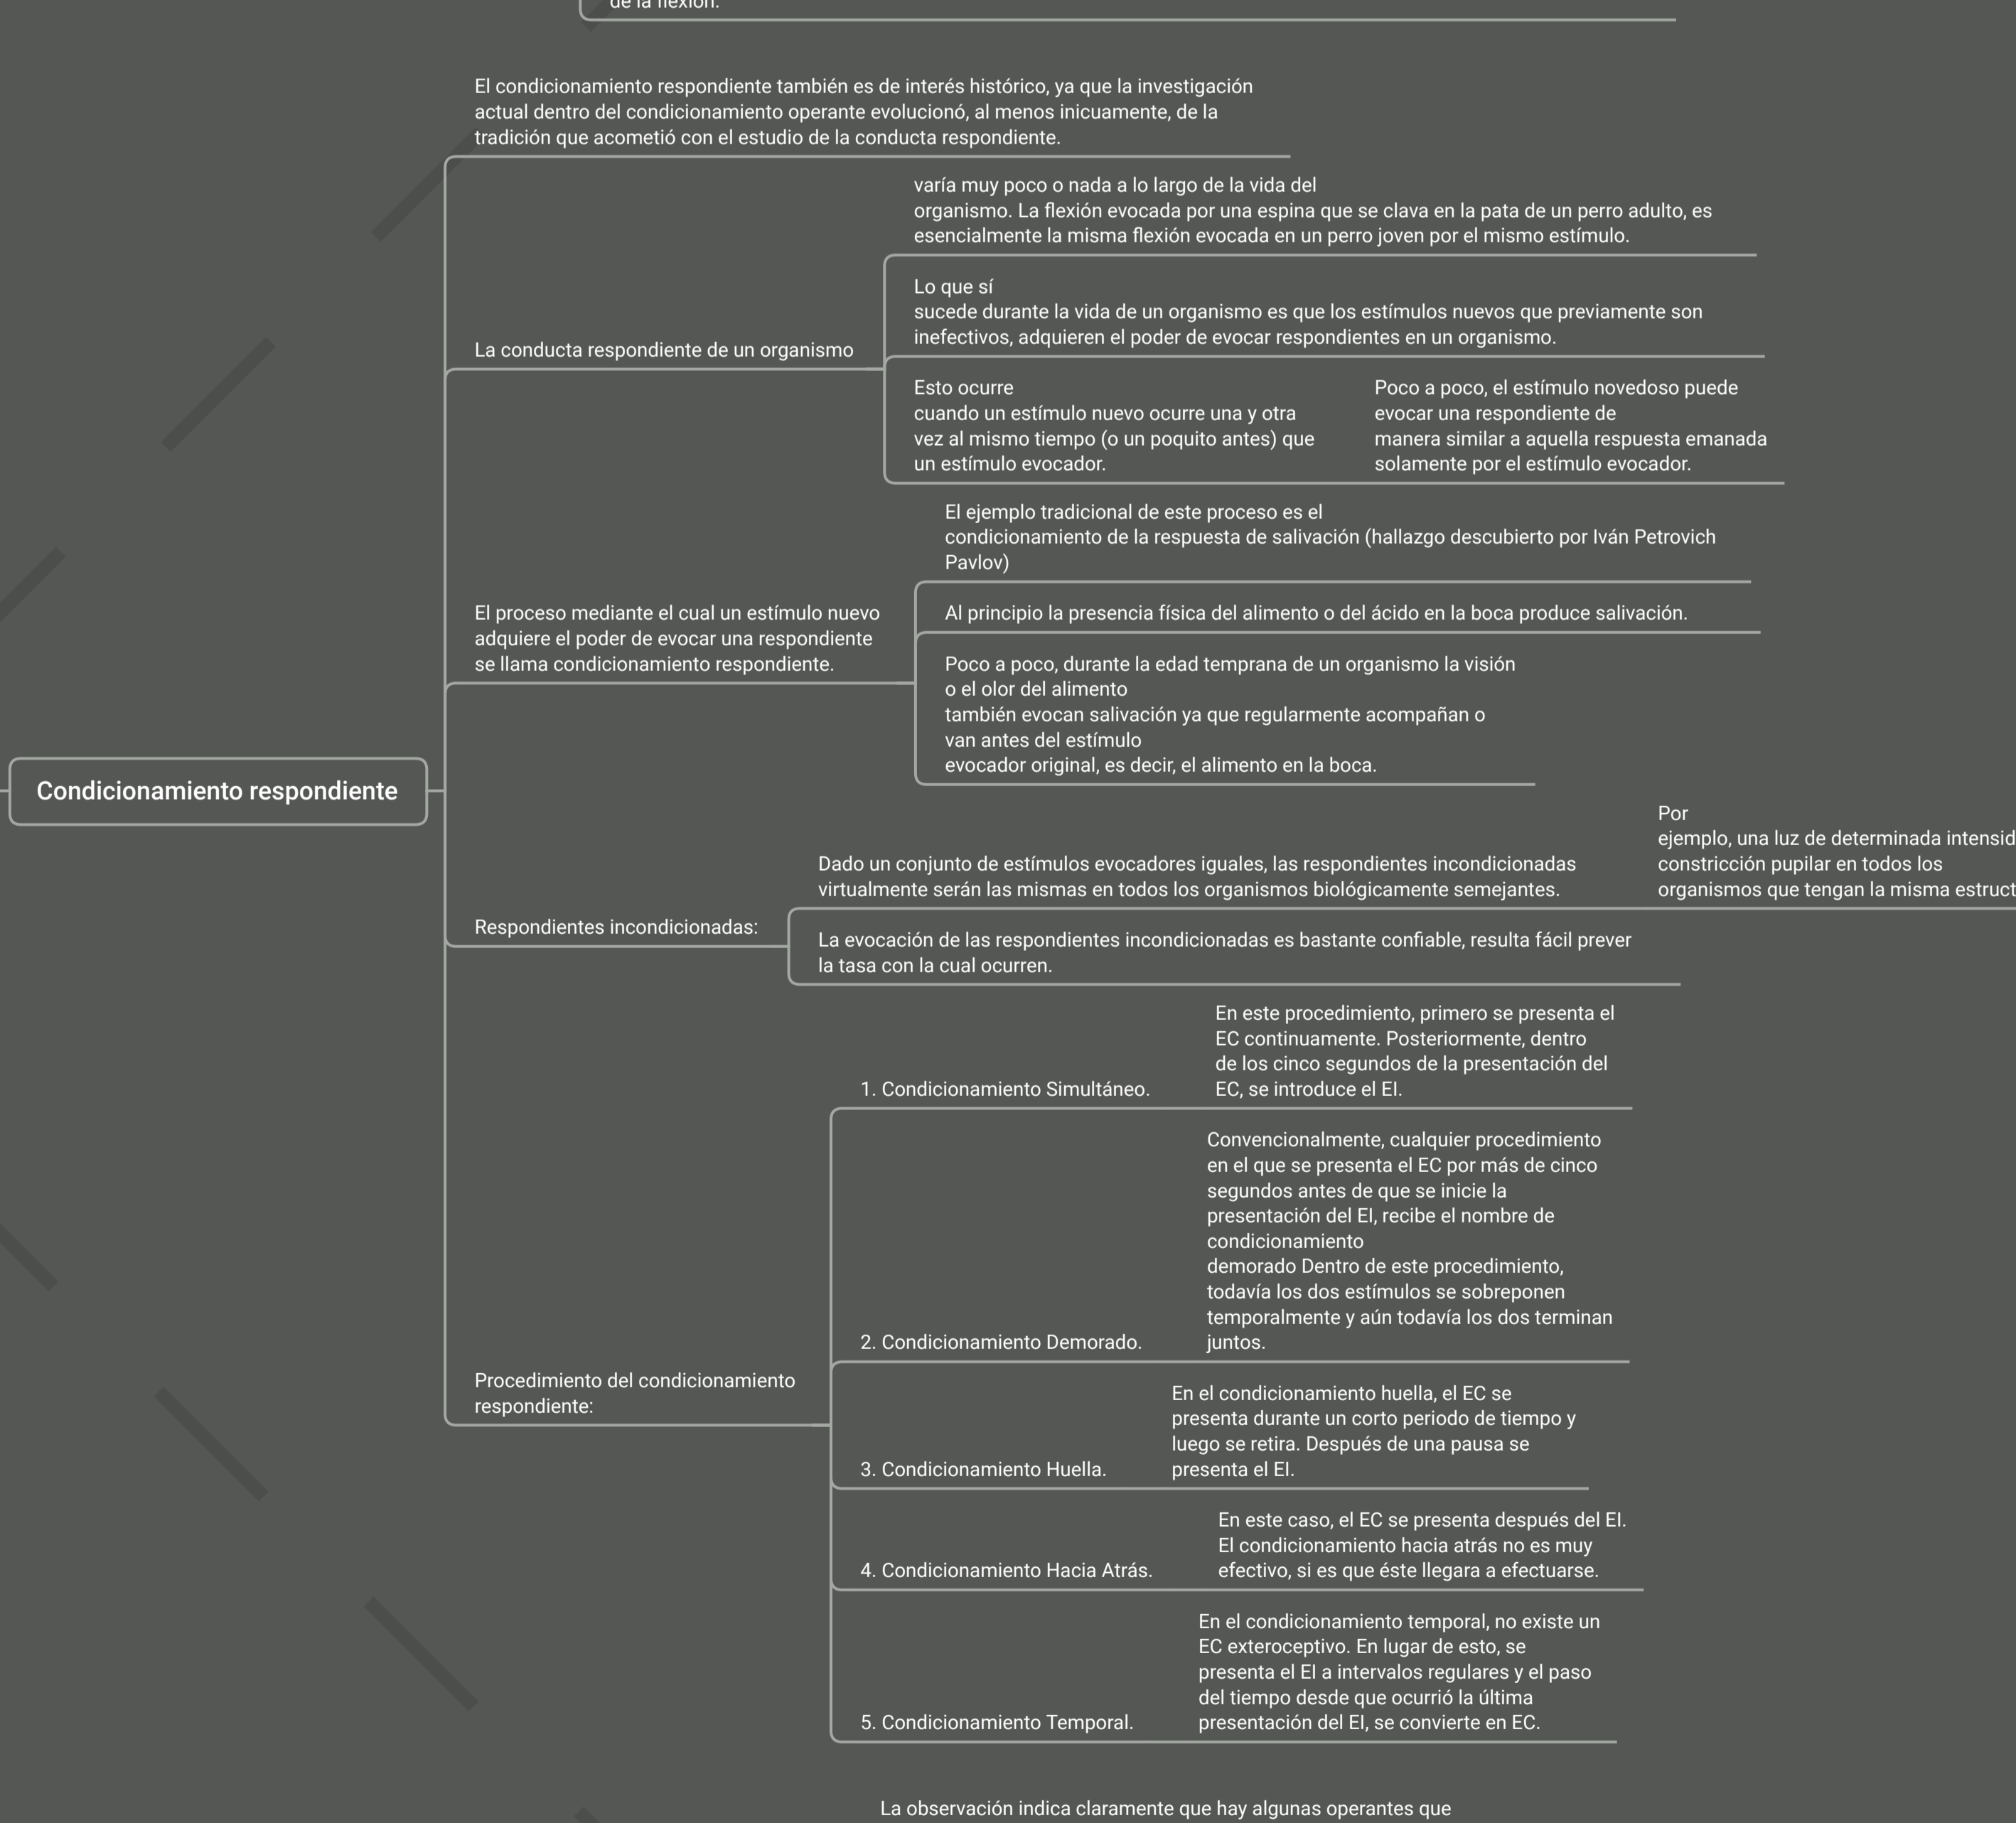 de la flexión.
El condicionamiento respondiente también es de interés histórico, ya que la investigación
actual dentro del condicionamiento operante evolucionó, al menos inicuamente, de la
tradición que acometió con el estudio de la conducta respondiente.
La conducta respondiente de un organismo
varía muy poco o nada a lo largo de la vida del
organismo. La flexión evocada por una espina que se clava en la pata de un perro adulto, es
esencialmente la misma flexión evocada en un perro joven por el mismo estímulo.
Lo que sí
sucede durante la vida de un organismo es que los estímulos nuevos que previamente son
inefectivos, adquieren el poder de evocar respondientes en un organismo.
Esto ocurre
cuando un estímulo nuevo ocurre una y otra
vez al mismo tiempo (o un poquito antes) que
un estímulo evocador.
Poco a poco, el estímulo novedoso puede
evocar una respondiente de
manera similar a aquella respuesta emanada
solamente por el estímulo evocador.
El proceso mediante el cual un estímulo nuevo
adquiere el poder de evocar una respondiente
se llama condicionamiento respondiente.
El ejemplo tradicional de este proceso es el
condicionamiento de la respuesta de salivación (hallazgo descubierto por Iván Petrovich
Pavlov)
Al principio la presencia física del alimento o del ácido en la boca produce salivación.
Poco a poco, durante la edad temprana de un organismo la visión
o el olor del alimento
también evocan salivación ya que regularmente acompañan o
van antes del estímulo
evocador original, es decir, el alimento en la boca.
Condicionamiento respondiente
Respondientes incondicionadas:
Dado un conjunto de estímulos evocadores iguales, las respondientes incondicionadas
virtualmente serán las mismas en todos los organismos biológicamente semejantes.
Por
ejemplo, una luz de determinada intensid
constricción pupilar en todos los
organismos que tengan la misma estruct
La evocación de las respondientes incondicionadas es bastante confiable, resulta fácil prever
la tasa con la cual ocurren.
Procedimiento del condicionamiento
respondiente:
1. Condicionamiento Simultáneo.
En este procedimiento, primero se presenta el
EC continuamente. Posteriormente, dentro
de los cinco segundos de la presentación del
EC, se introduce el EI.
2. Condicionamiento Demorado.
Convencionalmente, cualquier procedimiento
en el que se presenta el EC por más de cinco
segundos antes de que se inicie la
presentación del EI, recibe el nombre de
condicionamiento
demorado Dentro de este procedimiento,
todavía los dos estímulos se sobreponen
temporalmente y aún todavía los dos terminan
juntos.
3. Condicionamiento Huella.
En el condicionamiento huella, el EC se
presenta durante un corto periodo de tiempo y
luego se retira. Después de una pausa se
presenta el EI.
4. Condicionamiento Hacia Atrás.
En este caso, el EC se presenta después del EI.
El condicionamiento hacia atrás no es muy
efectivo, si es que éste llegara a efectuarse.
5. Condicionamiento Temporal.
En el condicionamiento temporal, no existe un
EC exteroceptivo. En lugar de esto, se
presenta el EI a intervalos regulares y el paso
del tiempo desde que ocurrió la última
presentación del EI, se convierte en EC.
La observación indica claramente que hay algunas operantes que